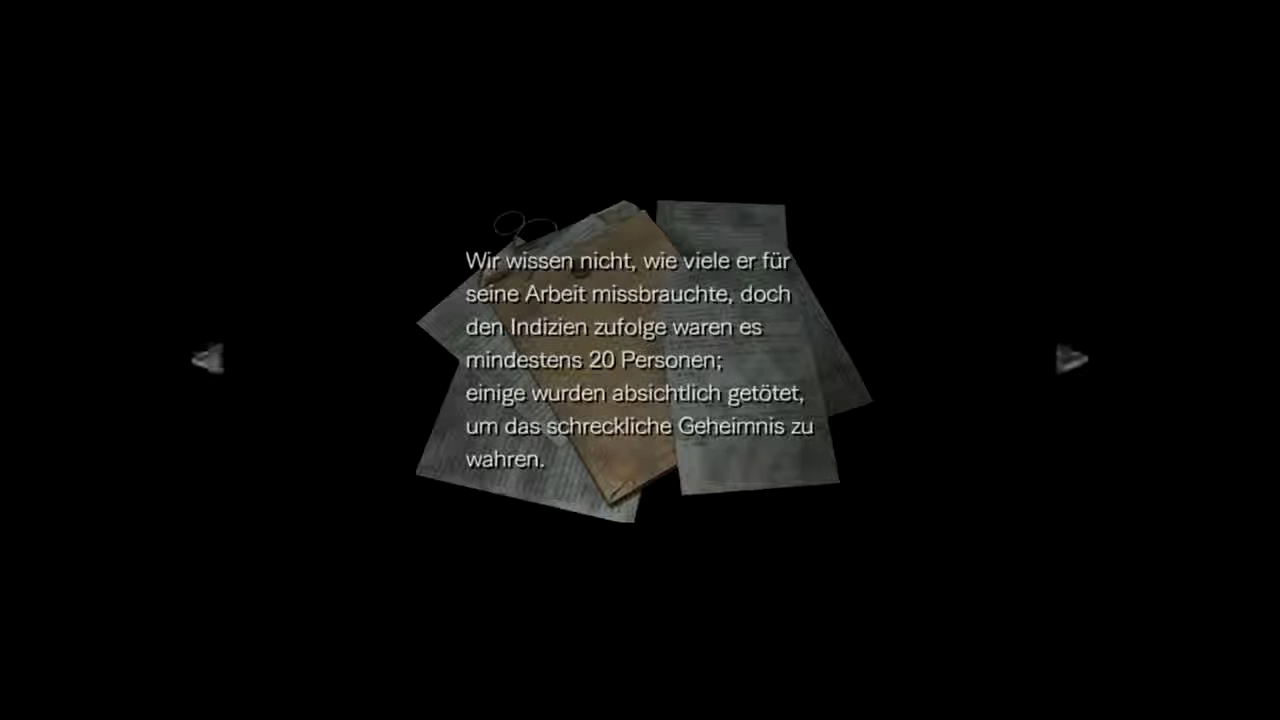 Wir wissen nicht, wie viele er für
seine Arbeit missbrauchte, doch
den Indizien zufolge waren es
mindestens 20 Personen;
einige wurden absichtlich getötet,
um das schreckliche Geheimnis zu
wahren.